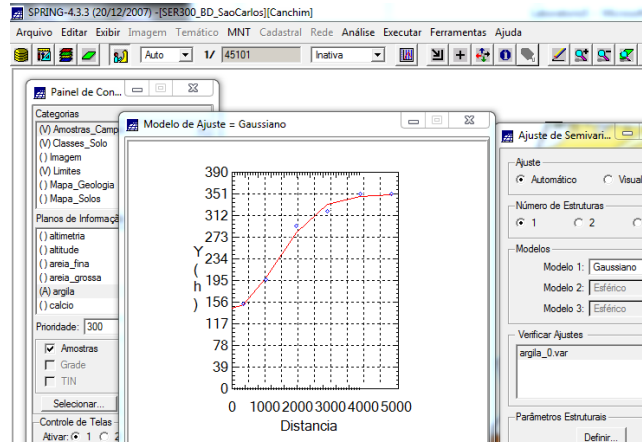 SPRING-4.3.3 (20/12/2007) -[SER300_BD_SaoCarlos][Canchim]
Arquivo Editar Exibir Imagem Temático MNT Cadastral Rede Análise Executar Ferramentas Ajuda
Auto 1/ 45101 Inativa
Painel de Con...
Categorias
(V) Amostras_Camp
(V) Classes_Solo
( ) Imagem
(V) Limites
( ) Mapa_Geologia
( ) Mapa_Solos
Planos de Informaçã
( ) altimetria
( ) altitude
( ) areia_fina
( ) areia_grossa
(A) argila
( ) calcio
Prioridade: 300
Amostras
Grade
TIN
Selecionar...
Controle de Telas
Ativar: 1 2
Modelo de Ajuste = Gaussiano
390
351
312
273
234
195
156
117
78
39
0
Y(h)
0 1000 2000 3000 4000 5000
Distancia
Ajuste de Semivari...
Ajuste
Automático Visual
Número de Estruturas
1 2
Modelos
Modelo 1: Gaussiano
Modelo 2: Esférico
Modelo 3: Esférico
Verificar Ajustes
argila_0.var
Parâmetros Estruturais
Definir...